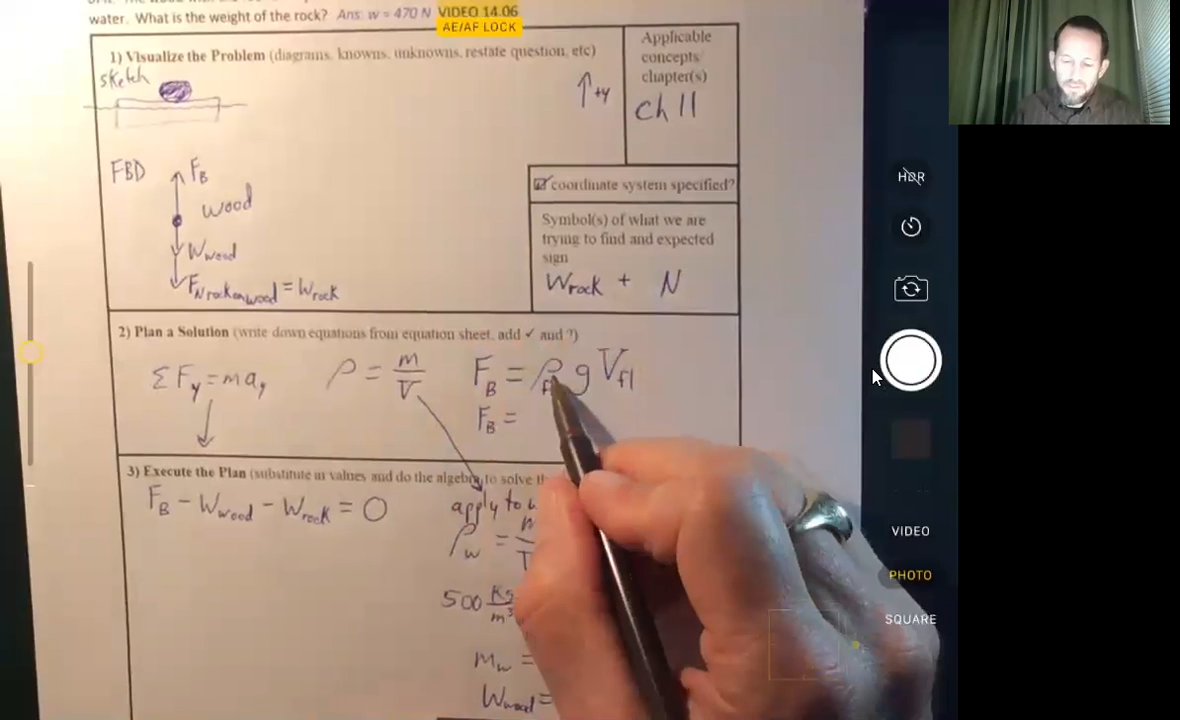 water. What is the weight of the rock? Ans: w = 470 N VIDEO 14.06
AE/AF LOCK
1) Visualize the Problem (diagrams, knowns, unknowns, restate question, etc)
sketch
↑+y
Applicable
concepts
chapter(s)
ch 11
FBD
F_B
wood
W_wood
F_N rock on wood = W_rock
☑ coordinate system specified?
Symbol(s) of what we are
trying to find and expected
sign
W_rock + N
2) Plan a Solution (write down equations from equation sheet, add ✓ and ?)
ΣF_y = ma_y
ρ = m/V
F_B = ρ g V_fl
F_B =
3) Execute the Plan (substitute in values and do the algebra to solve
F_B - W_wood - W_rock = 0
apply to
ρ_w =
500 kg/m³
m_w =
W_wood =
HDR
VIDEO
PHOTO
SQUARE